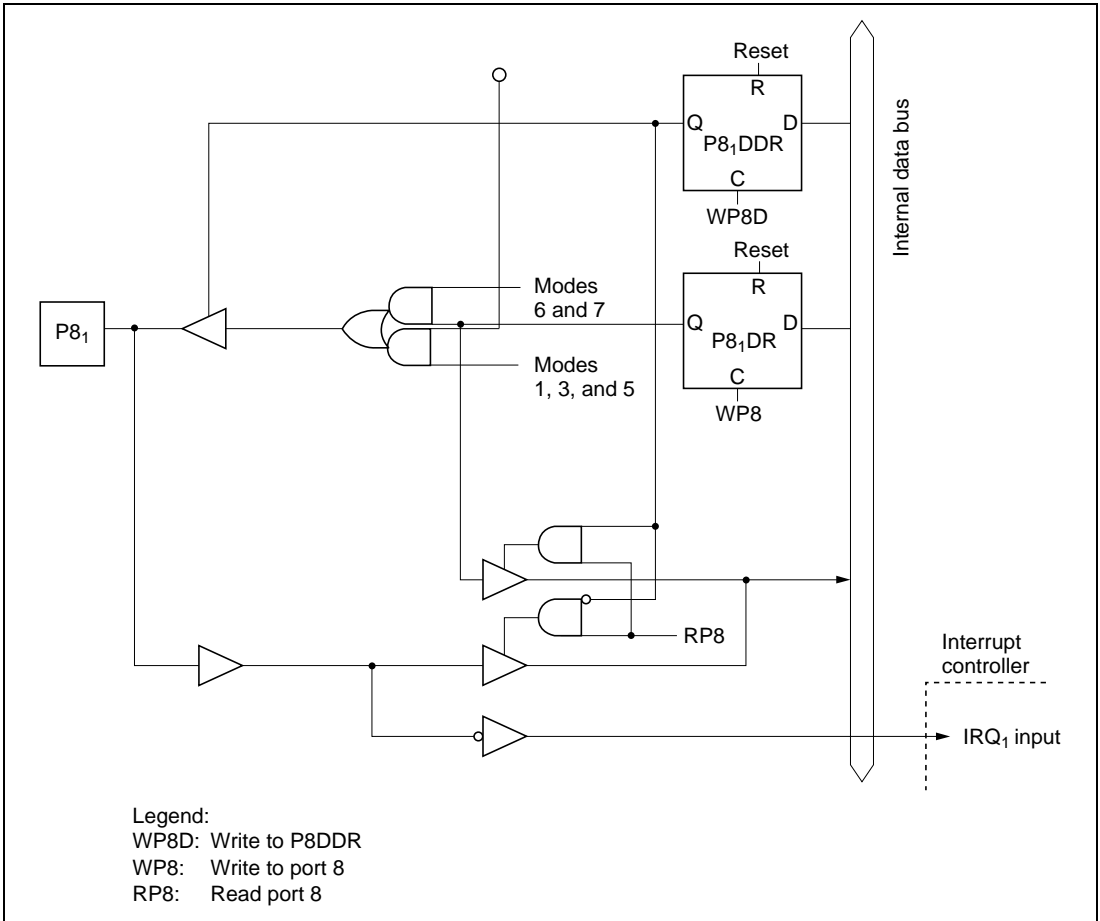 Reset
R
Q D
P8₁DDR
C
WP8D
Internal data bus
Reset
R
Q D
P8₁DR
C
WP8
Modes
6 and 7
P8₁
Modes
1, 3, and 5
RP8
Interrupt
controller
IRQ₁ input
Legend:
WP8D: Write to P8DDR
WP8: Write to port 8
RP8: Read port 8